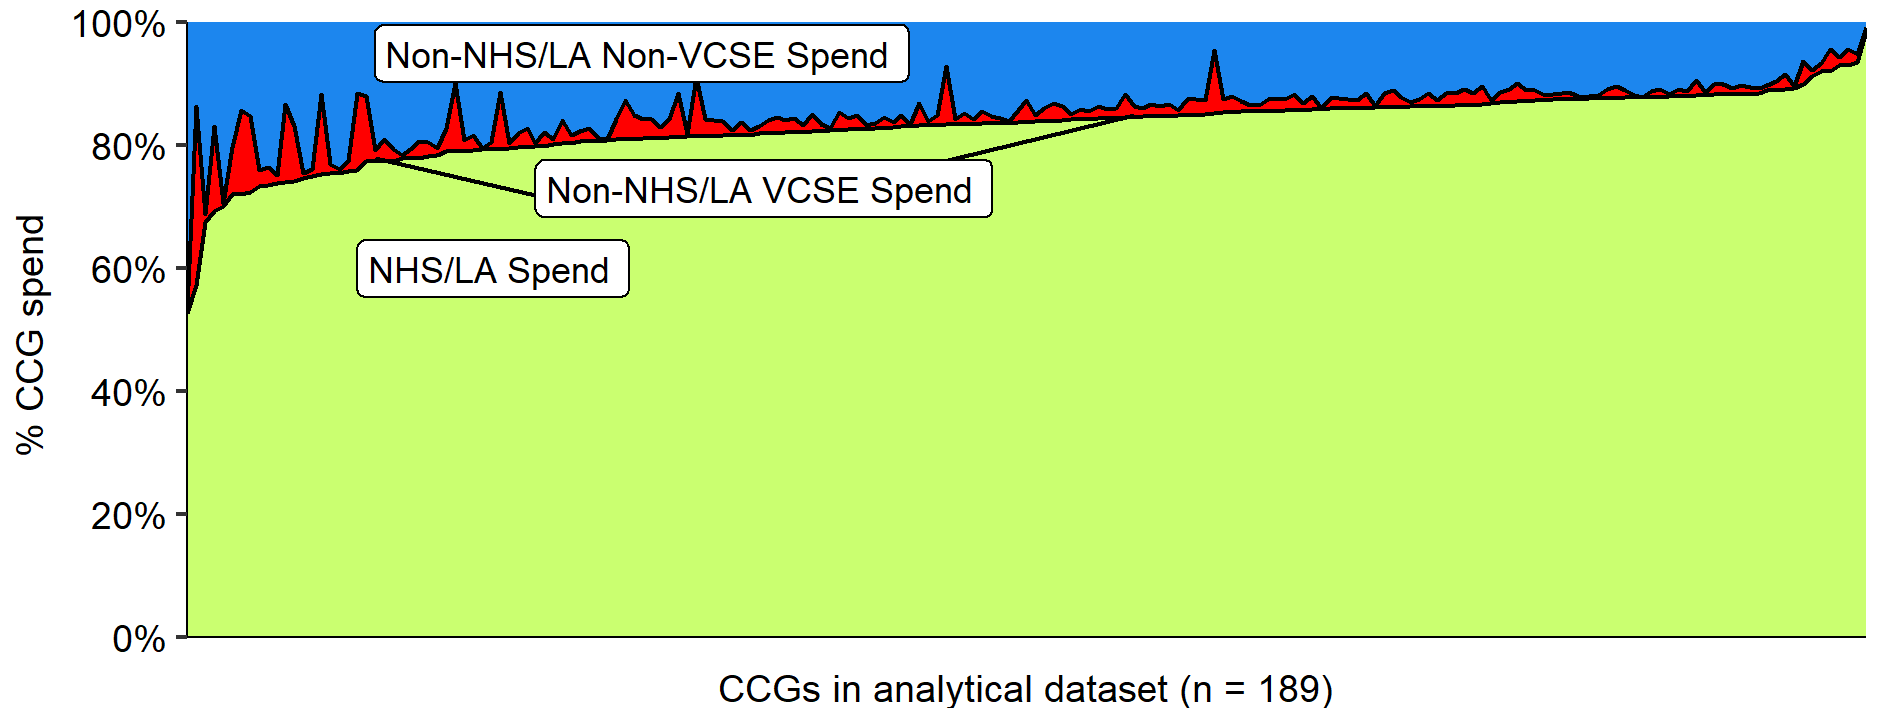 100%
80%
60%
40%
20%
0%
% CCG spend
Non-NHS/LA Non-VCSE Spend
Non-NHS/LA VCSE Spend
NHS/LA Spend
CCGs in analytical dataset (n = 189)